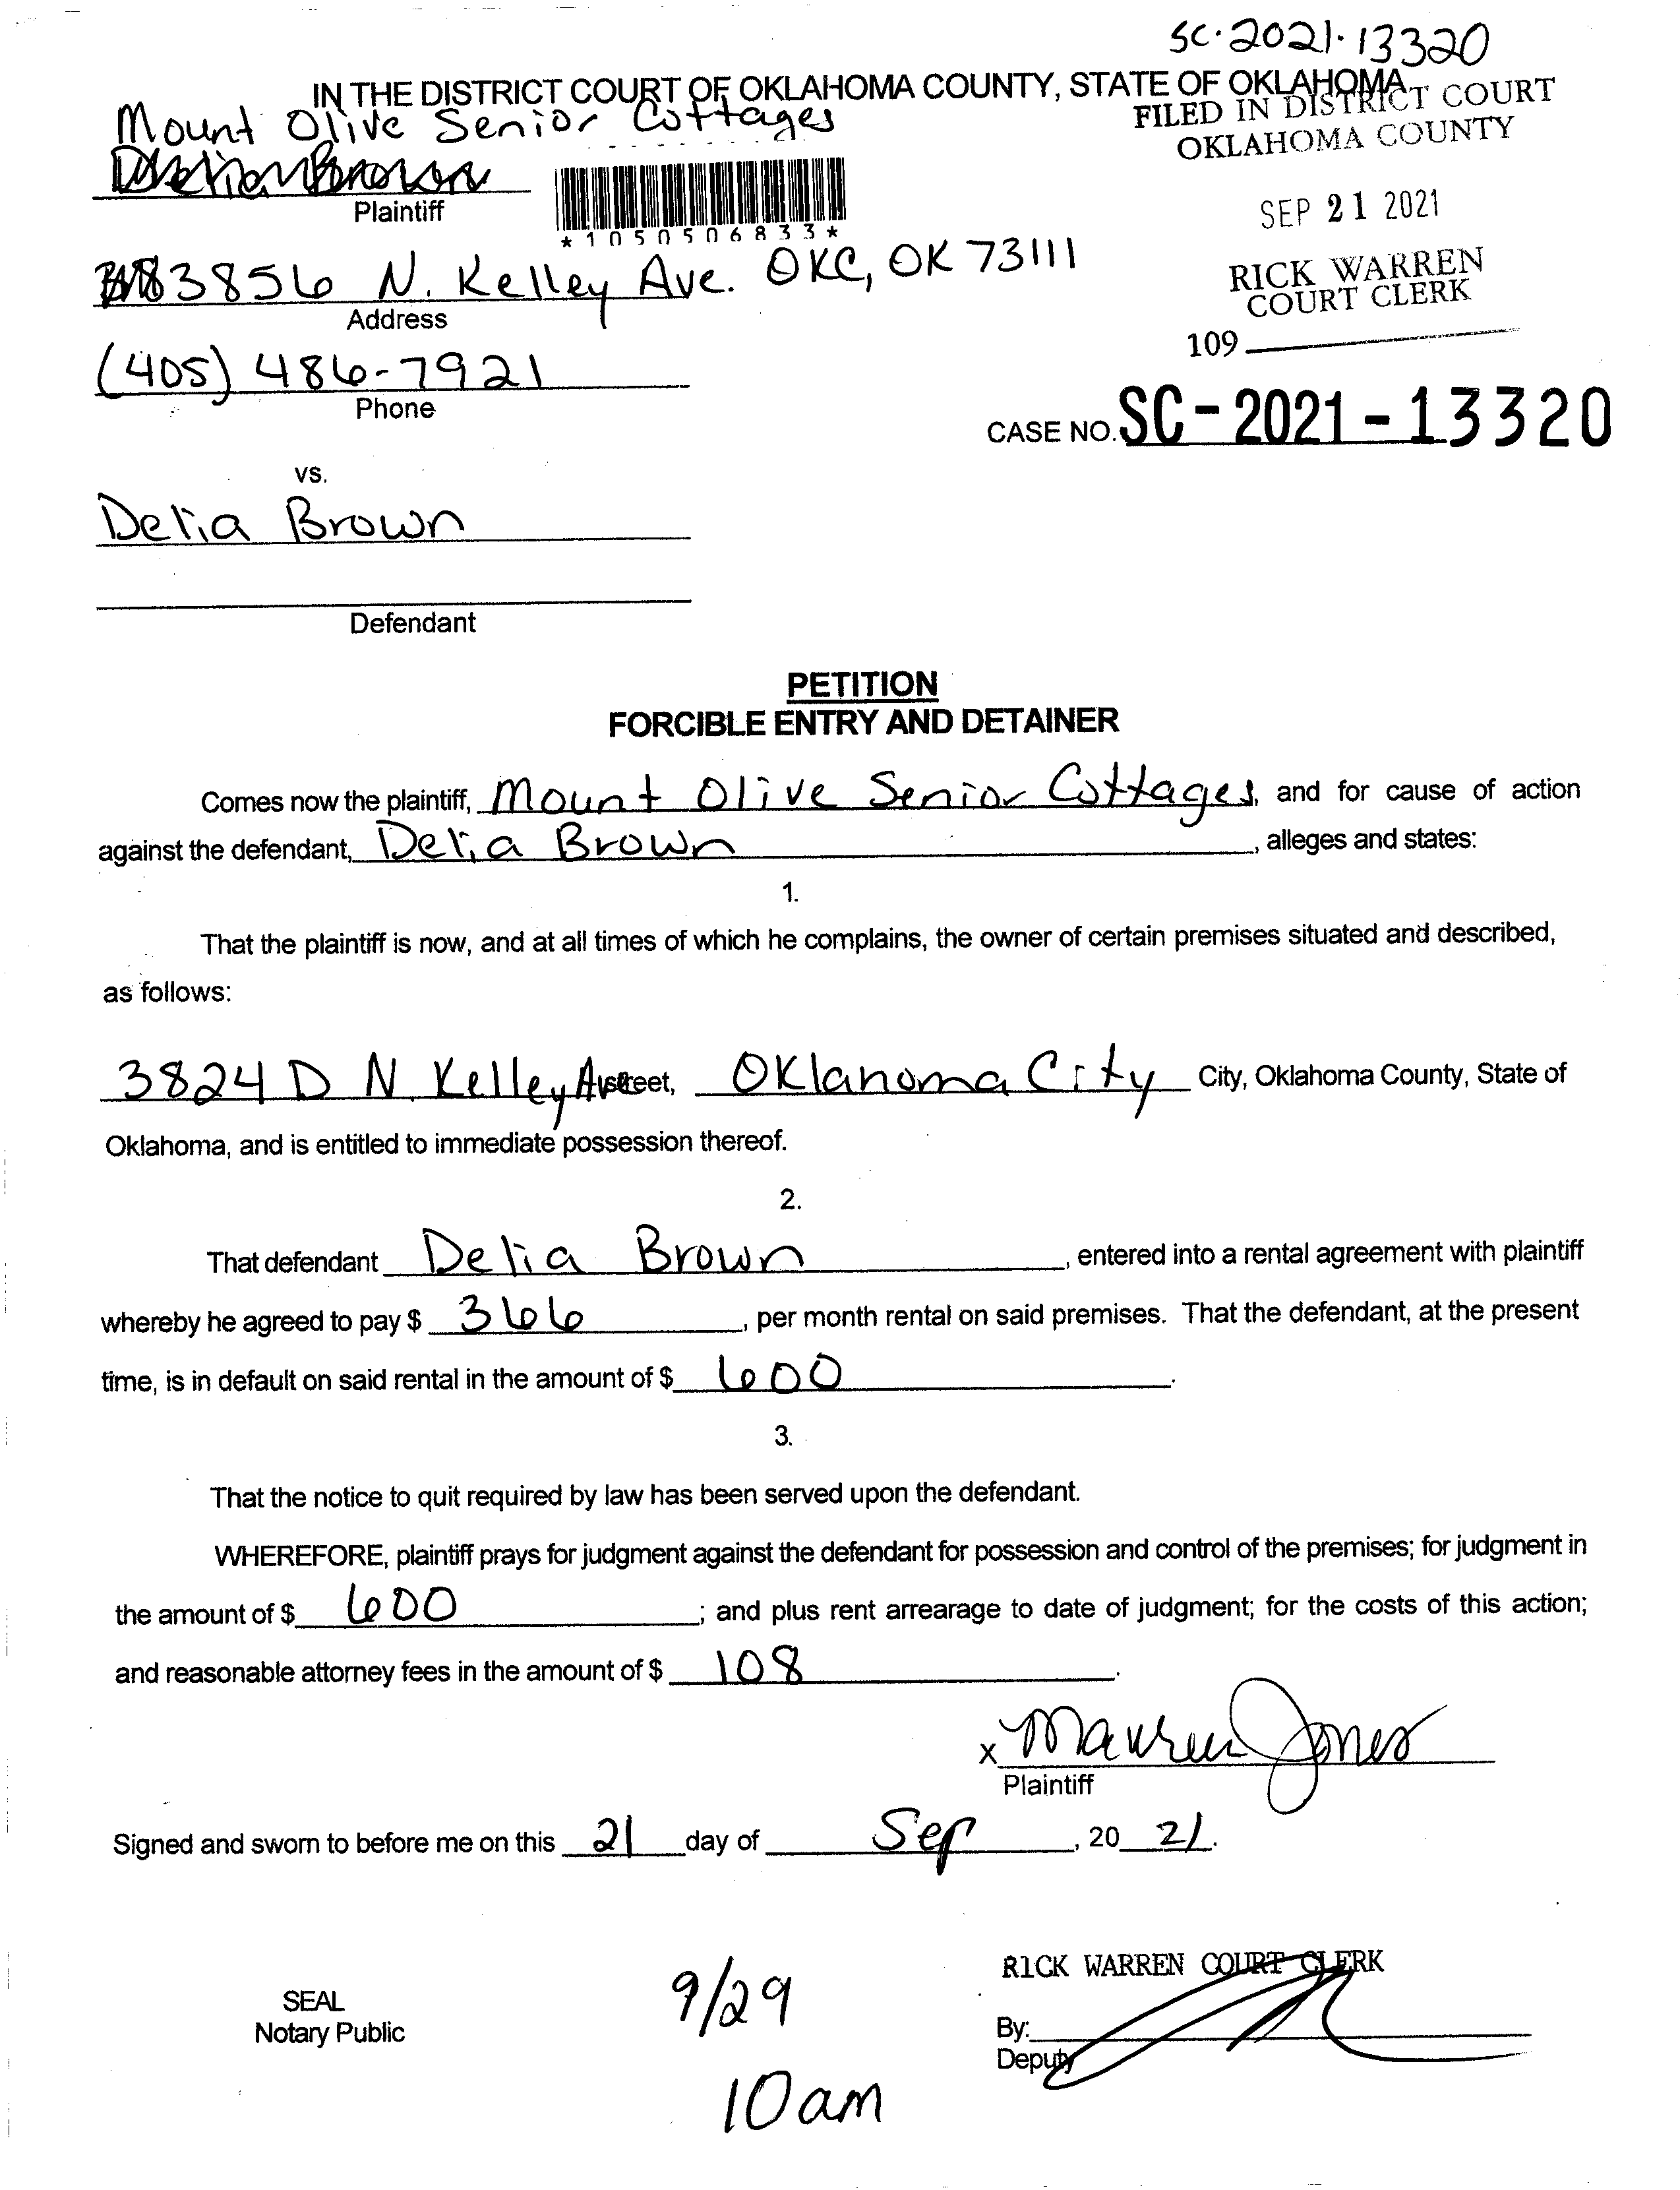 SC-2021-13320
IN THE DISTRICT COURT OF OKLAHOMA COUNTY, STATE OF OKLAHOMA
FILED IN DISTRICT COURT
OKLAHOMA COUNTY
Mount Olive Senior Cottages
Delia Brown
Plaintiff
*1050506833*
SEP 21 2021
3856 N. Kelley Ave. OKC, OK 73111
Address
RICK WARREN
COURT CLERK
109
(405) 486-7921
Phone
CASE NO. SC-2021-13320
vs.
Delia Brown
Defendant
PETITION
FORCIBLE ENTRY AND DETAINER
Comes now the plaintiff, Mount Olive Senior Cottages, and for cause of action
against the defendant, Delia Brown, alleges and states:
1.
That the plaintiff is now, and at all times of which he complains, the owner of certain premises situated and described,
as follows:
3824 D N. Kelley Ave Street, Oklahoma City City, Oklahoma County, State of
Oklahoma, and is entitled to immediate possession thereof.
2.
That defendant Delia Brown, entered into a rental agreement with plaintiff
whereby he agreed to pay $ 366, per month rental on said premises. That the defendant, at the present
time, is in default on said rental in the amount of $ 600.
3.
That the notice to quit required by law has been served upon the defendant.
WHEREFORE, plaintiff prays for judgment against the defendant for possession and control of the premises; for judgment in
the amount of $ 600; and plus rent arrearage to date of judgment; for the costs of this action;
and reasonable attorney fees in the amount of $ 108.
x Maureen Jones
Plaintiff
Signed and sworn to before me on this 21 day of Sep, 20 21.
RICK WARREN COURT CLERK
SEAL
Notary Public
9/29
By:
Deputy
10am